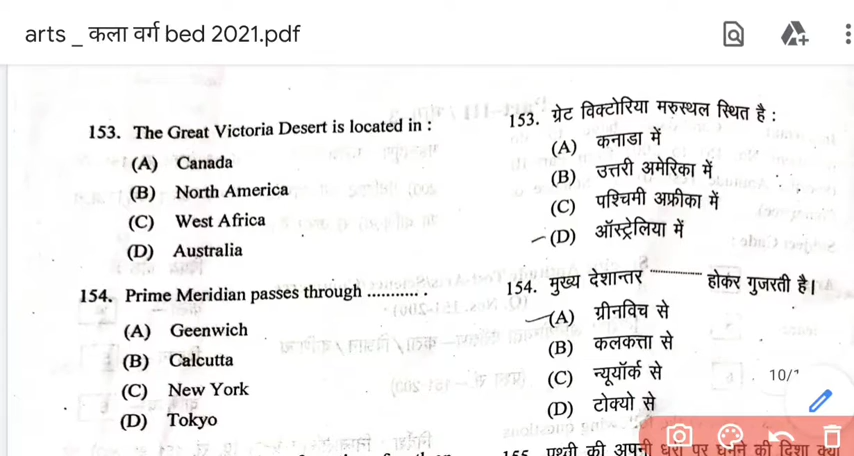 arts _ कला वर्ग bed 2021.pdf
153. The Great Victoria Desert is located in :
(A) Canada
(B) North America
(C) West Africa
(D) Australia
154. Prime Meridian passes through ............ .
(A) Geenwich
(B) Calcutta
(C) New York
(D) Tokyo
153. ग्रेट विक्टोरिया मरुस्थल स्थित है :
(A) कनाडा में
(B) उत्तरी अमेरिका में
(C) पश्चिमी अफ्रीका में
(D) ऑस्ट्रेलिया में
154. मुख्य देशान्तर ............ होकर गुजरती है।
(A) ग्रीनविच से
(B) कलकत्ता से
(C) न्यूयॉर्क से
(D) टोक्यो से
10/
155. पृथ्वी की अपनी धुरी पर घूमने की दिशा क्या